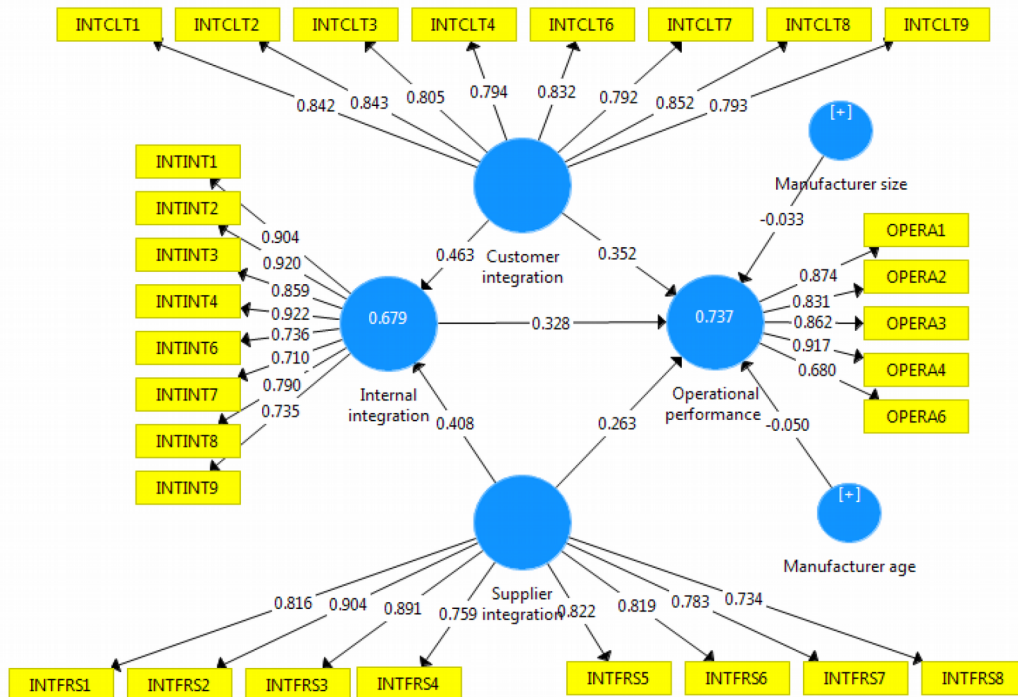 INTCLT1 INTCLT2 INTCLT3 INTCLT4 INTCLT6 INTCLT7 INTCLT8 INTCLT9
0.842 0.843 0.805 0.794 0.832 0.792 0.852 0.793
[+]
Manufacturer size
-0.033
INTINT1
INTINT2
INTINT3
INTINT4
INTINT6
INTINT7
INTINT8
INTINT9
0.904
0.920
0.859
0.922
0.736
0.710
0.790
0.735
0.463
Customer
integration
0.352
0.679
Internal
integration
0.328
0.737
Operational
performance
0.874
0.831
0.862
0.917
0.680
OPERA1
OPERA2
OPERA3
OPERA4
OPERA6
0.408
0.263
-0.050
[+]
Manufacturer age
Supplier
integration
0.816 0.904 0.891 0.759 0.822 0.819 0.783 0.734
INTFRS1 INTFRS2 INTFRS3 INTFRS4 INTFRS5 INTFRS6 INTFRS7 INTFRS8